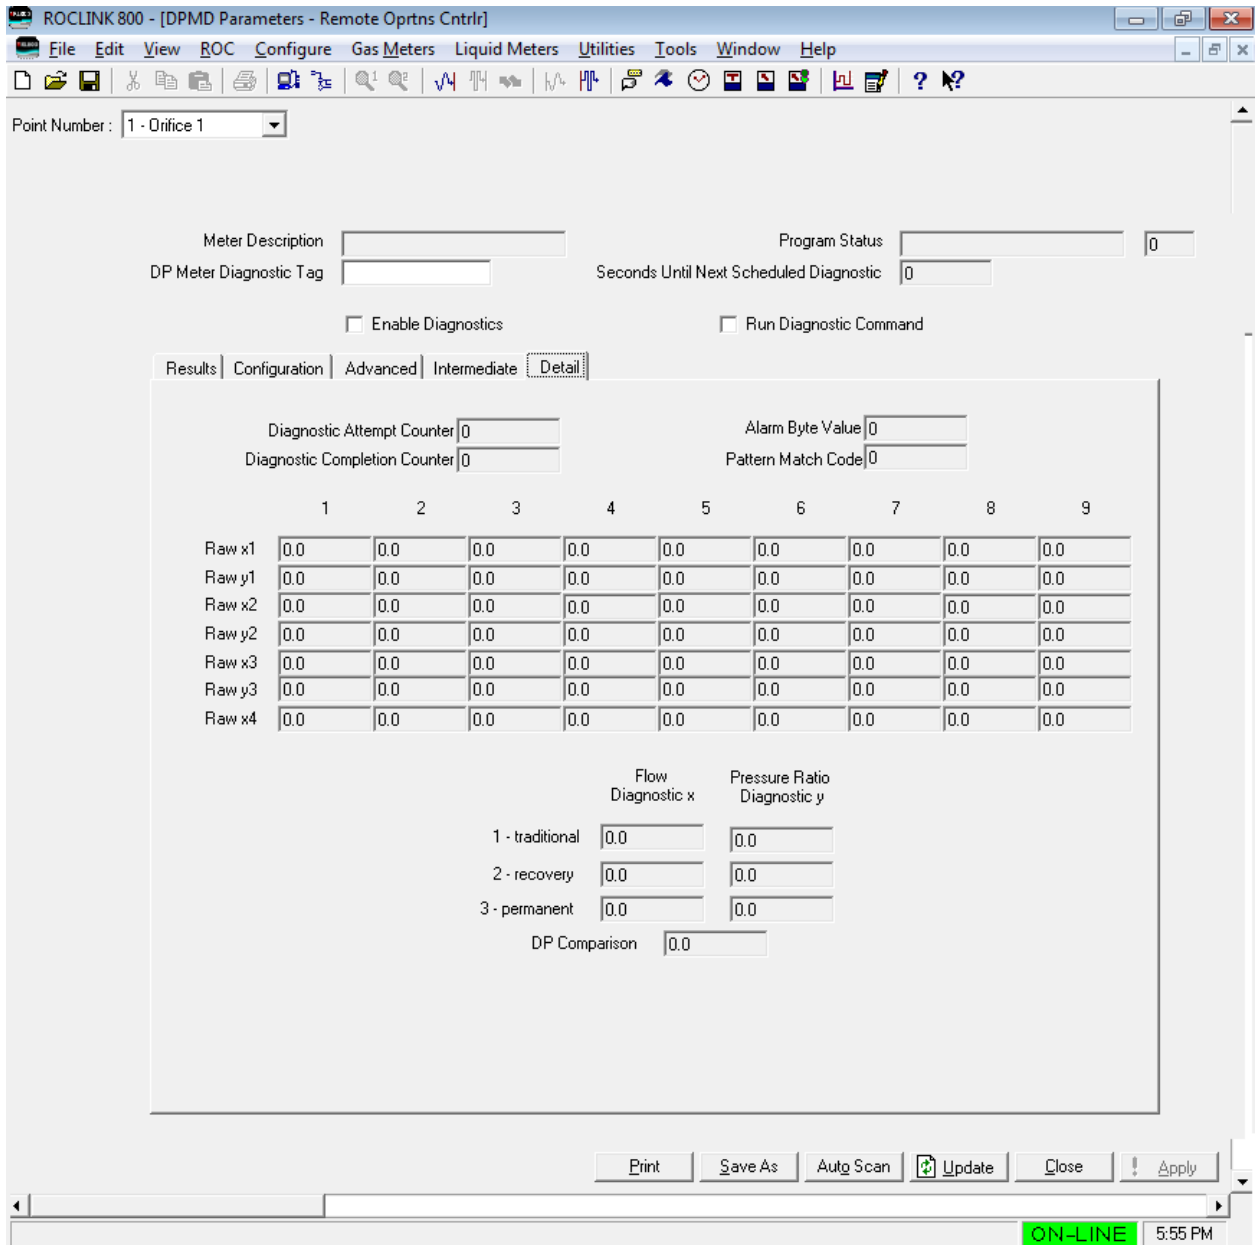 ROCLINK 800 - [DPMD Parameters - Remote Oprtns Cntrlr]
File Edit View ROC Configure Gas Meters Liquid Meters Utilities Tools Window Help
Point Number : 1 - Orifice 1
Meter Description Program Status 0
DP Meter Diagnostic Tag Seconds Until Next Scheduled Diagnostic 0
Enable Diagnostics Run Diagnostic Command
Results Configuration Advanced Intermediate Detail
Diagnostic Attempt Counter 0 Alarm Byte Value 0
Diagnostic Completion Counter 0 Pattern Match Code 0
1 2 3 4 5 6 7 8 9
Raw x1 0.0 0.0 0.0 0.0 0.0 0.0 0.0 0.0 0.0
Raw y1 0.0 0.0 0.0 0.0 0.0 0.0 0.0 0.0 0.0
Raw x2 0.0 0.0 0.0 0.0 0.0 0.0 0.0 0.0 0.0
Raw y2 0.0 0.0 0.0 0.0 0.0 0.0 0.0 0.0 0.0
Raw x3 0.0 0.0 0.0 0.0 0.0 0.0 0.0 0.0 0.0
Raw y3 0.0 0.0 0.0 0.0 0.0 0.0 0.0 0.0 0.0
Raw x4 0.0 0.0 0.0 0.0 0.0 0.0 0.0 0.0 0.0
Flow Pressure Ratio
Diagnostic x Diagnostic y
1 - traditional 0.0 0.0
2 - recovery 0.0 0.0
3 - permanent 0.0 0.0
DP Comparison 0.0
Print Save As Auto Scan Update Close ! Apply
ON-LINE 5:55 PM